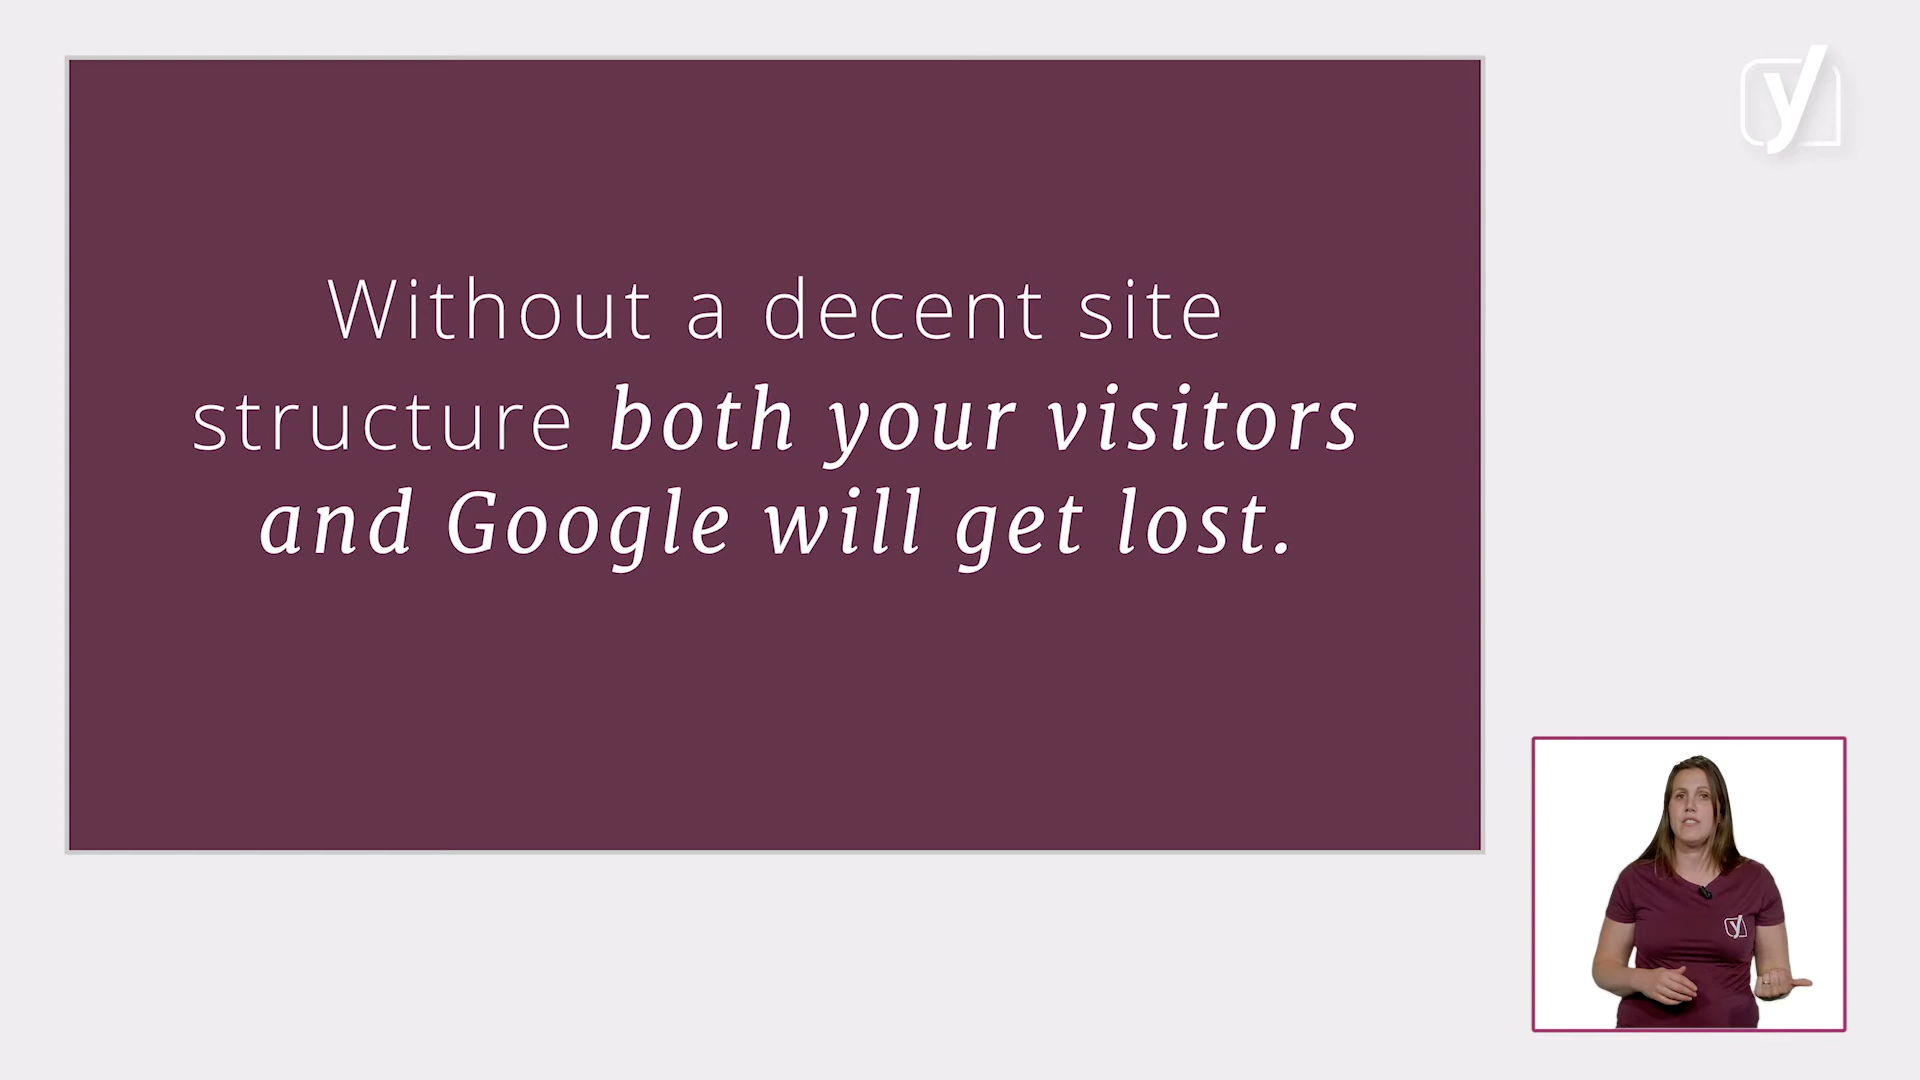 Without a decent site
structure both your visitors
and Google will get lost.
y
y